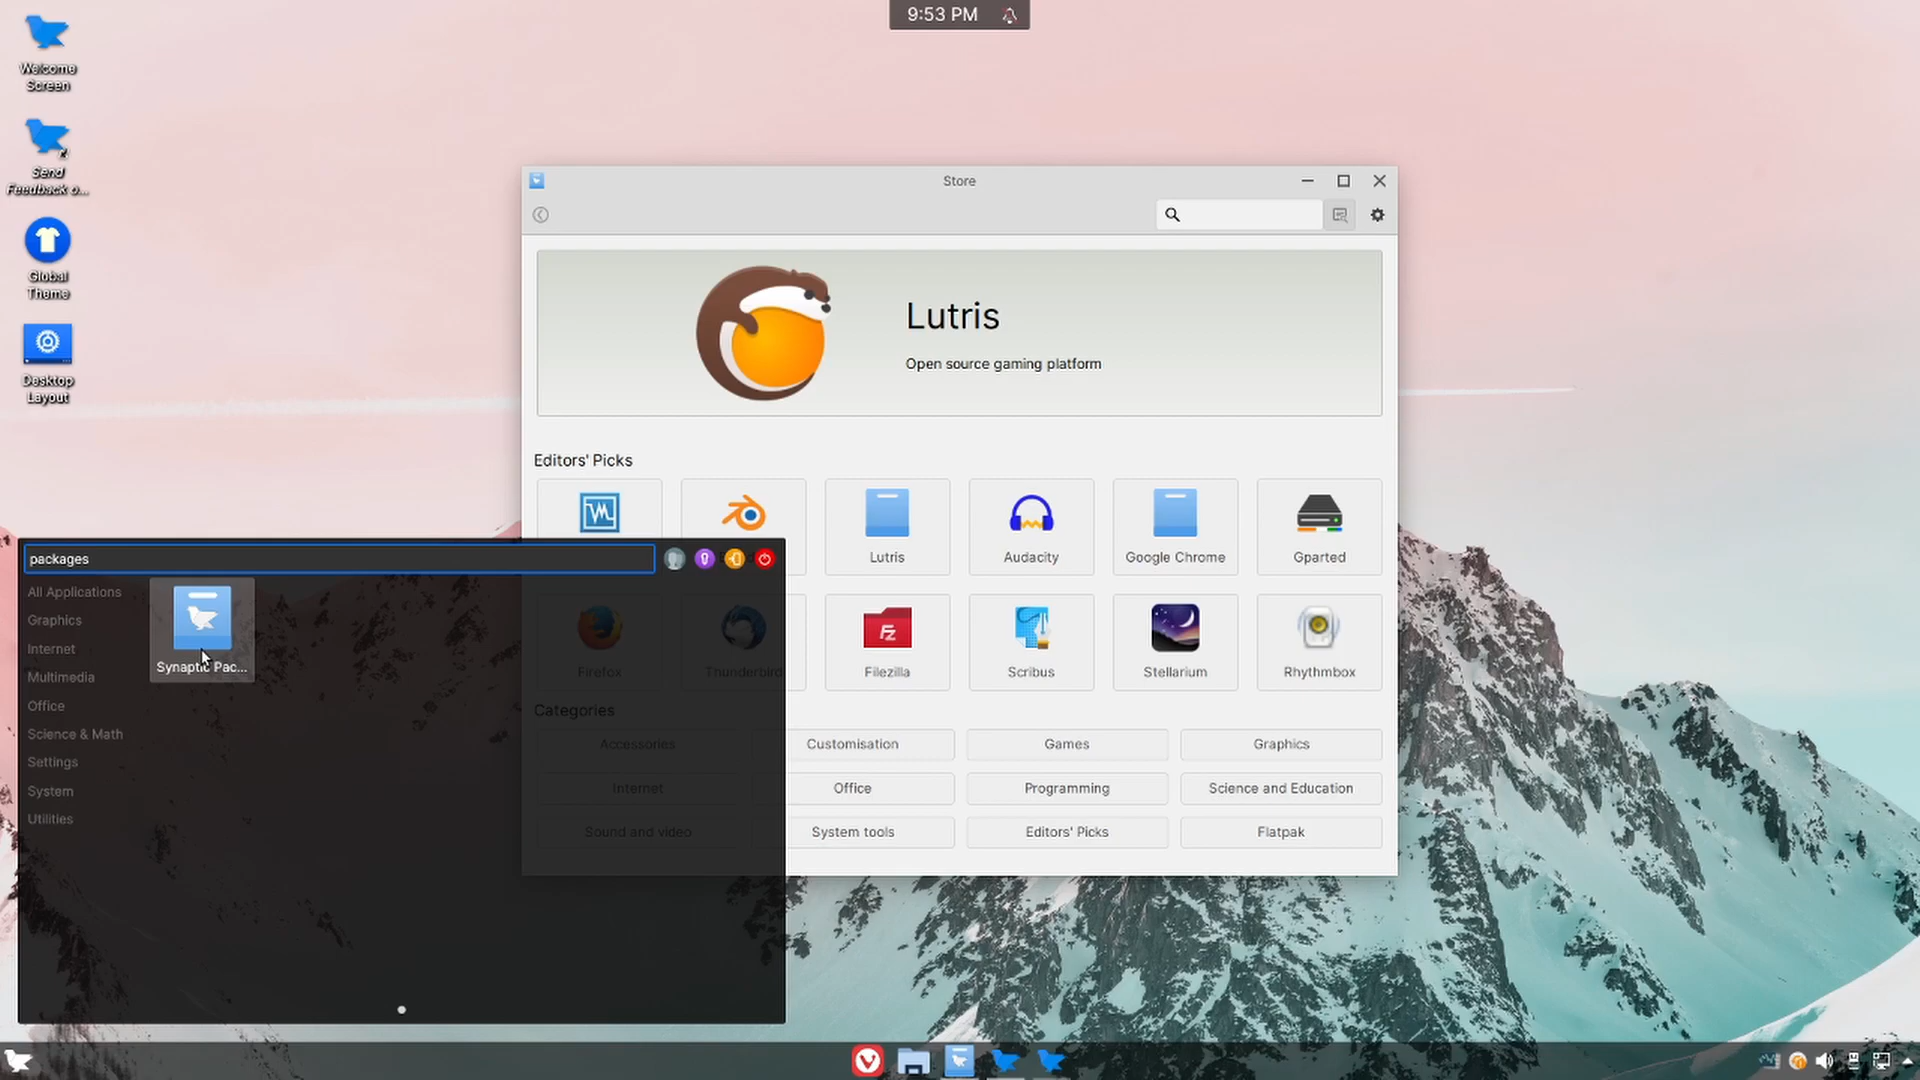 9:53 PM
Welcome
Screen
Send
Feedback o...
Global
Theme
Desktop
Layout
Store
Lutris
Open source gaming platform
Editors' Picks
Lutris
Audacity
Google Chrome
Gparted
Firefox
Thunderbird
Filezilla
Scribus
Stellarium
Rhythmbox
Categories
Accessories
Customisation
Games
Graphics
Internet
Office
Programming
Science and Education
Sound and video
System tools
Editors' Picks
Flatpak
packages
All Applications
Graphics
Internet
Multimedia
Office
Science & Math
Settings
System
Utilities
Synaptic Pac...